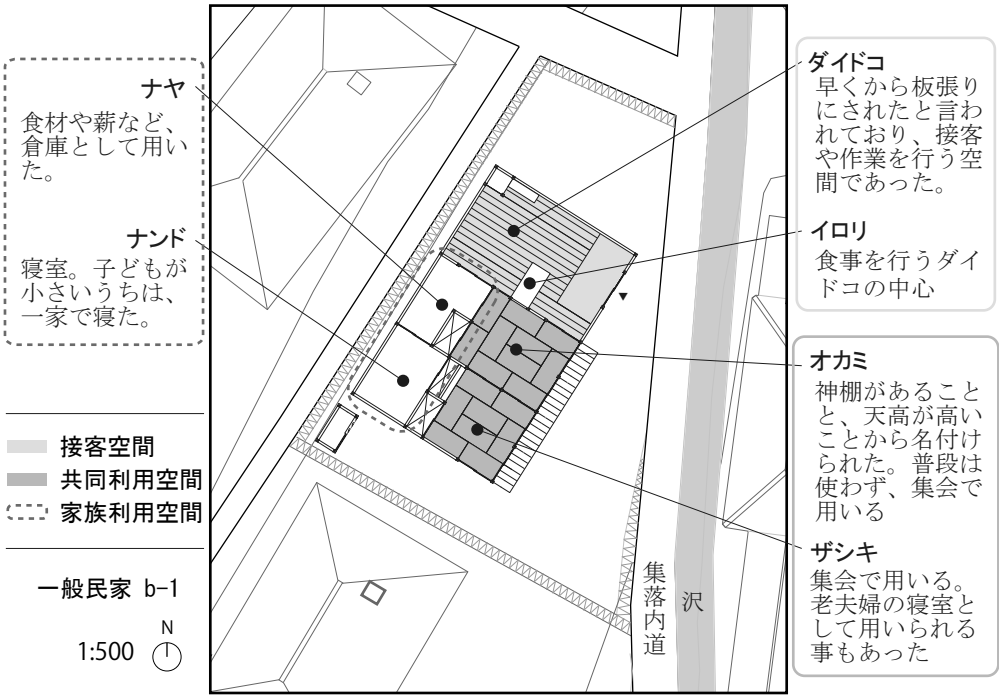 ナヤ
食材や薪など、
倉庫として用い
た。
ナンド
寝室。子どもが
小さいうちは、
一家で寝た。
接客空間
共同利用空間
家族利用空間
一般民家 b-1
1:500
N
集落内道
沢
ダイドコ
早くから板張り
にされたと言わ
れており、接客
や作業を行う空
間であった。
イロリ
食事を行うダイ
ドコの中心
オカミ
神棚があること
と、天高が高い
ことから名付け
られた。普段は
使わず、集会で
用いる
ザシキ
集会で用いる。
老夫婦の寝室と
して用いられる
事もあった